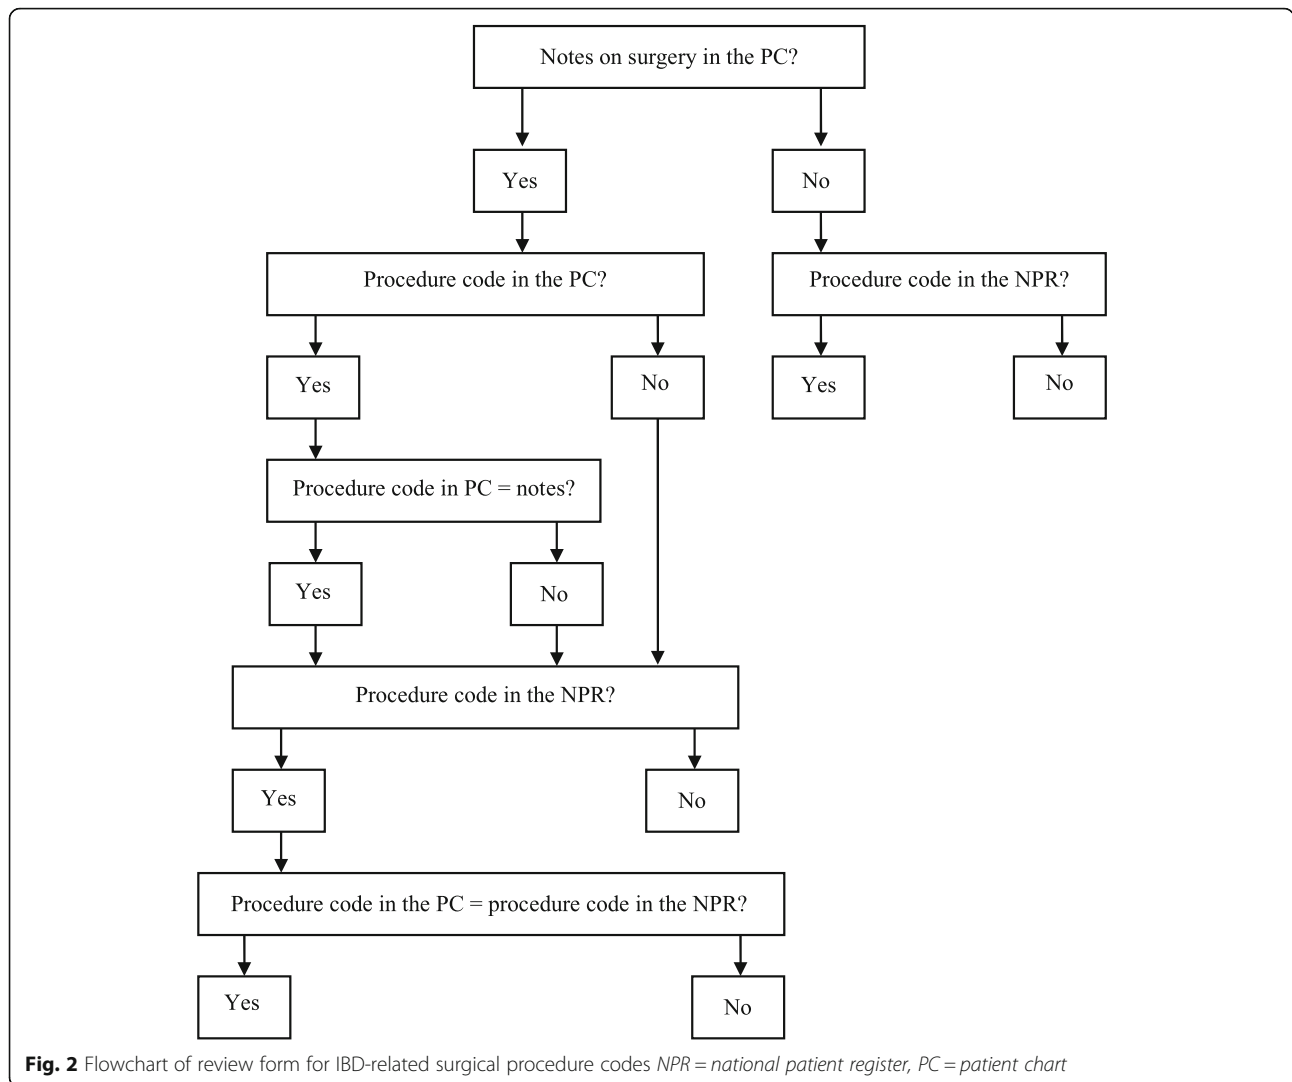 Notes on surgery in the PC?
Yes
No
Procedure code in the PC?
Procedure code in the NPR?
Yes
No
Yes
No
Procedure code in PC = notes?
Yes
No
Procedure code in the NPR?
Yes
No
Procedure code in the PC = procedure code in the NPR?
Yes
No
Fig. 2 Flowchart of review form for IBD-related surgical procedure codes NPR = national patient register, PC = patient chart